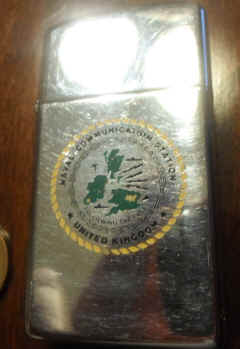 NAVAL COMMUNICATION STATION
UNITED KINGDOM